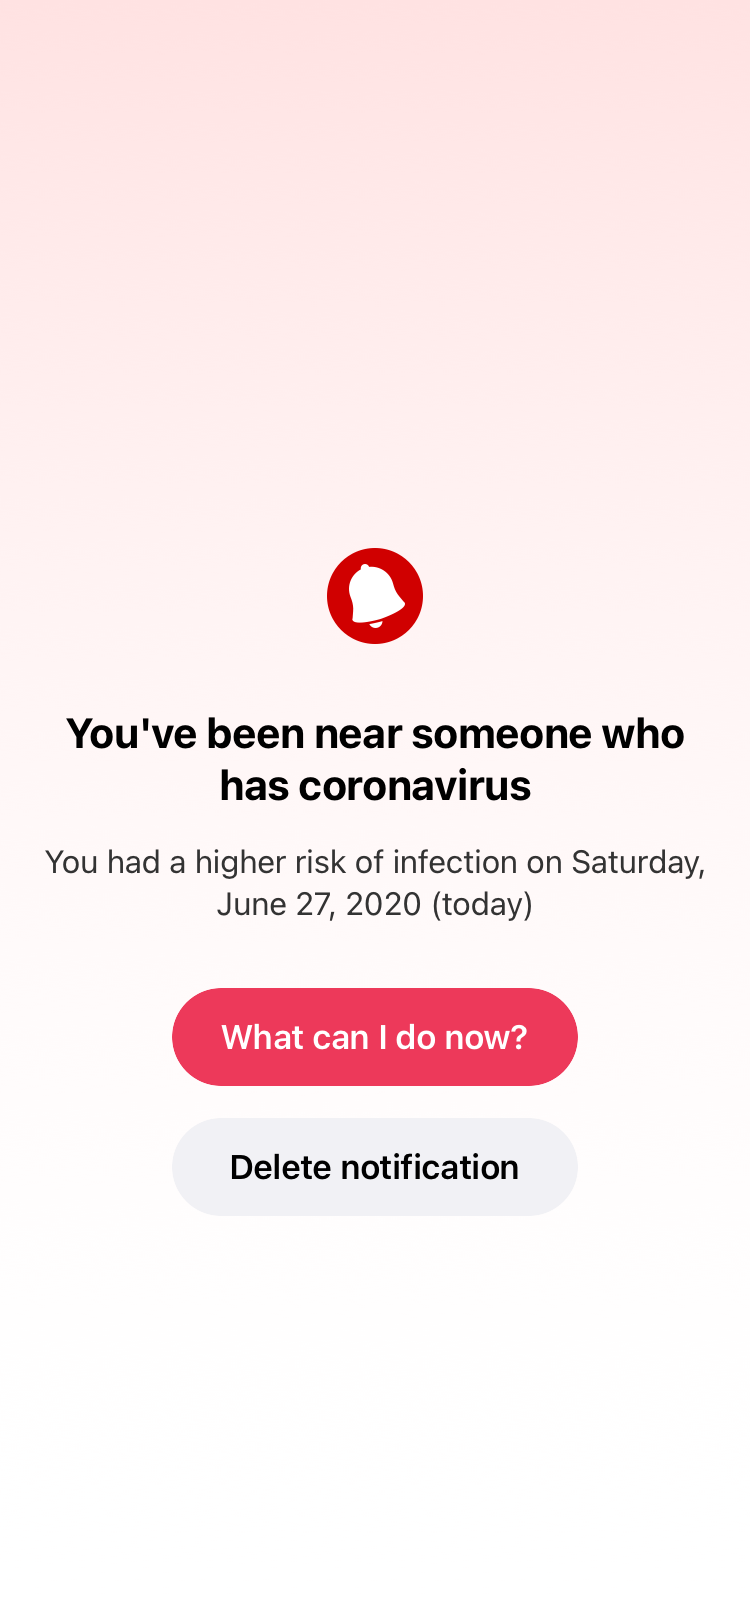 You've been near someone who
has coronavirus
You had a higher risk of infection on Saturday,
June 27, 2020 (today)
What can I do now?
Delete notification